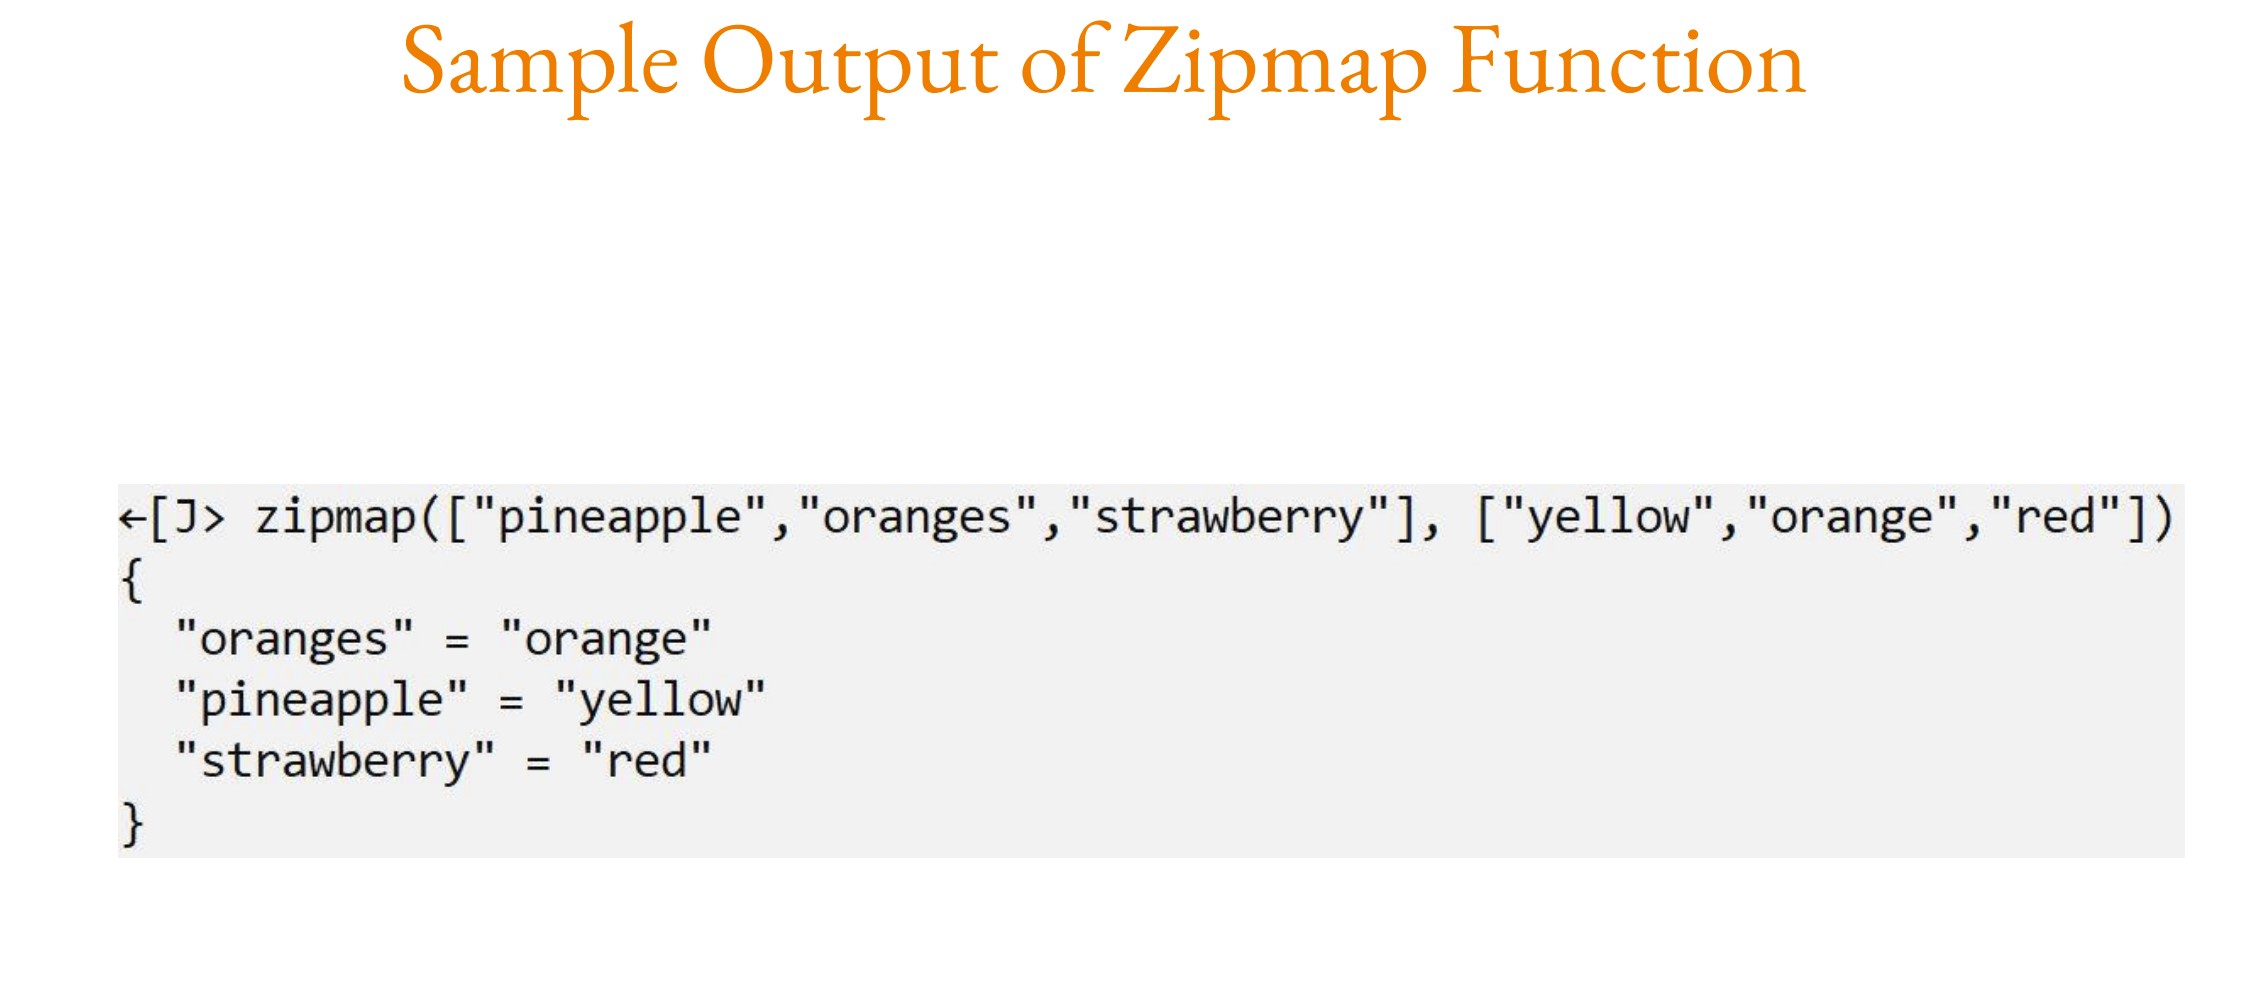 Sample Output of Zipmap Function
←[J> zipmap(["pineapple","oranges","strawberry"], ["yellow","orange","red"])
{
  "oranges" = "orange"
  "pineapple" = "yellow"
  "strawberry" = "red"
}